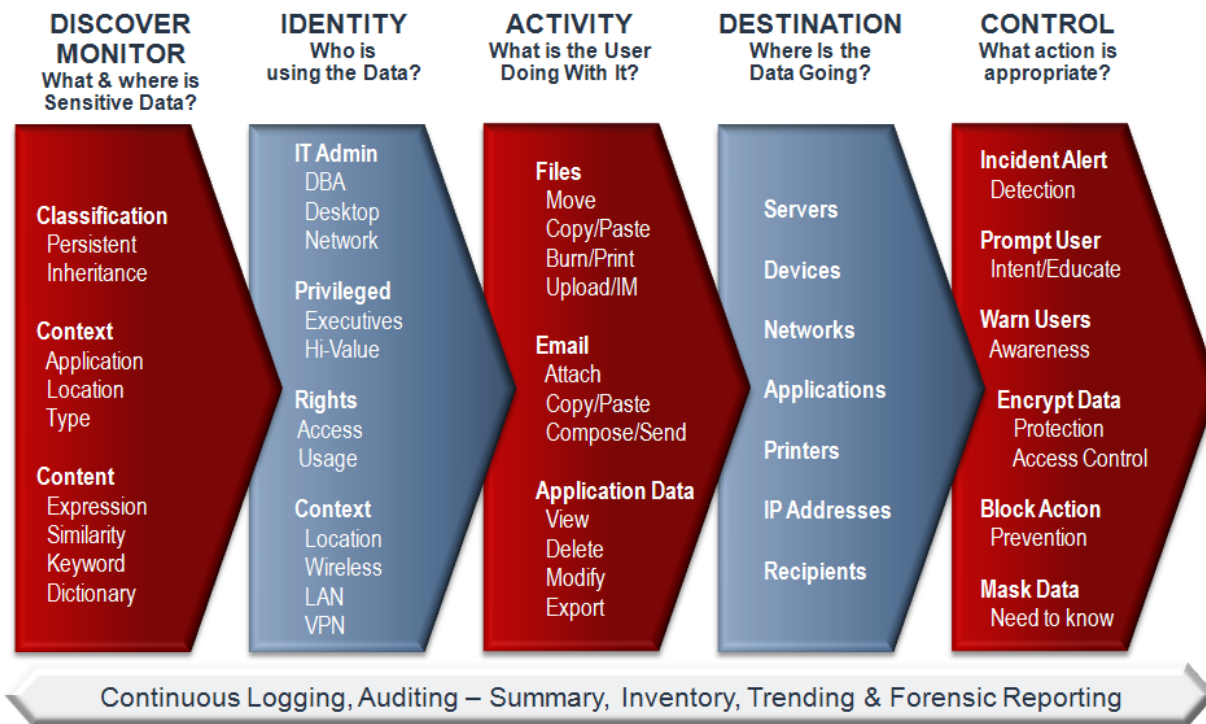 DISCOVER
MONITOR
What & where is
Sensitive Data?
IDENTITY
Who is
using the Data?
ACTIVITY
What is the User
Doing With It?
DESTINATION
Where Is the
Data Going?
CONTROL
What action is
appropriate?
Classification
Persistent
Inheritance
Context
Application
Location
Type
Content
Expression
Similarity
Keyword
Dictionary
IT Admin
DBA
Desktop
Network
Privileged
Executives
Hi-Value
Rights
Access
Usage
Context
Location
Wireless
LAN
VPN
Files
Move
Copy/Paste
Burn/Print
Upload/IM
Email
Attach
Copy/Paste
Compose/Send
Application Data
View
Delete
Modify
Export
Servers
Devices
Networks
Applications
Printers
IP Addresses
Recipients
Incident Alert
Detection
Prompt User
Intent/Educate
Warn Users
Awareness
Encrypt Data
Protection
Access Control
Block Action
Prevention
Mask Data
Need to know
Continuous Logging, Auditing – Summary, Inventory, Trending & Forensic Reporting